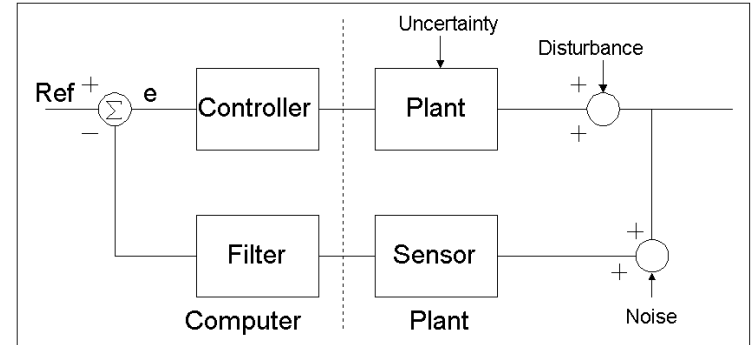 Uncertainty
Disturbance
Ref + Σ e Controller Plant +
−
+
Filter Sensor +
+
Computer Plant Noise